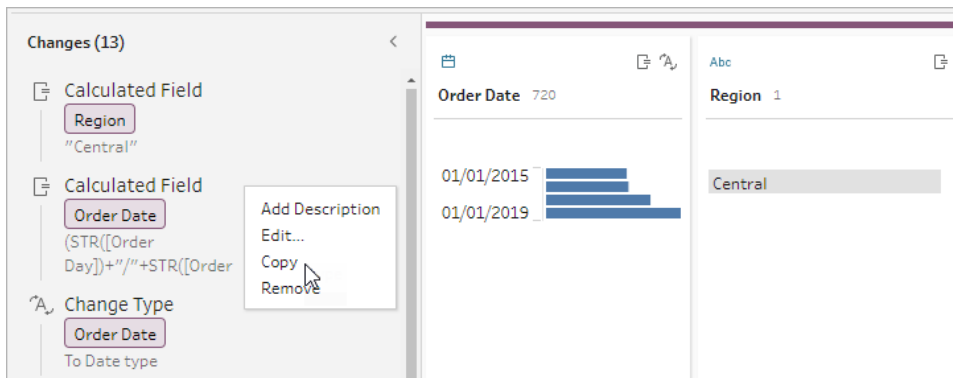 Changes (13)
Calculated Field
Region
"Central"
Calculated Field
Order Date
(STR([Order
Day])+"/"+STR([Order
Change Type
Order Date
To Date type
Add Description
Edit...
Copy
Remove
Order Date 720
01/01/2015
01/01/2019
Abc
Region 1
Central